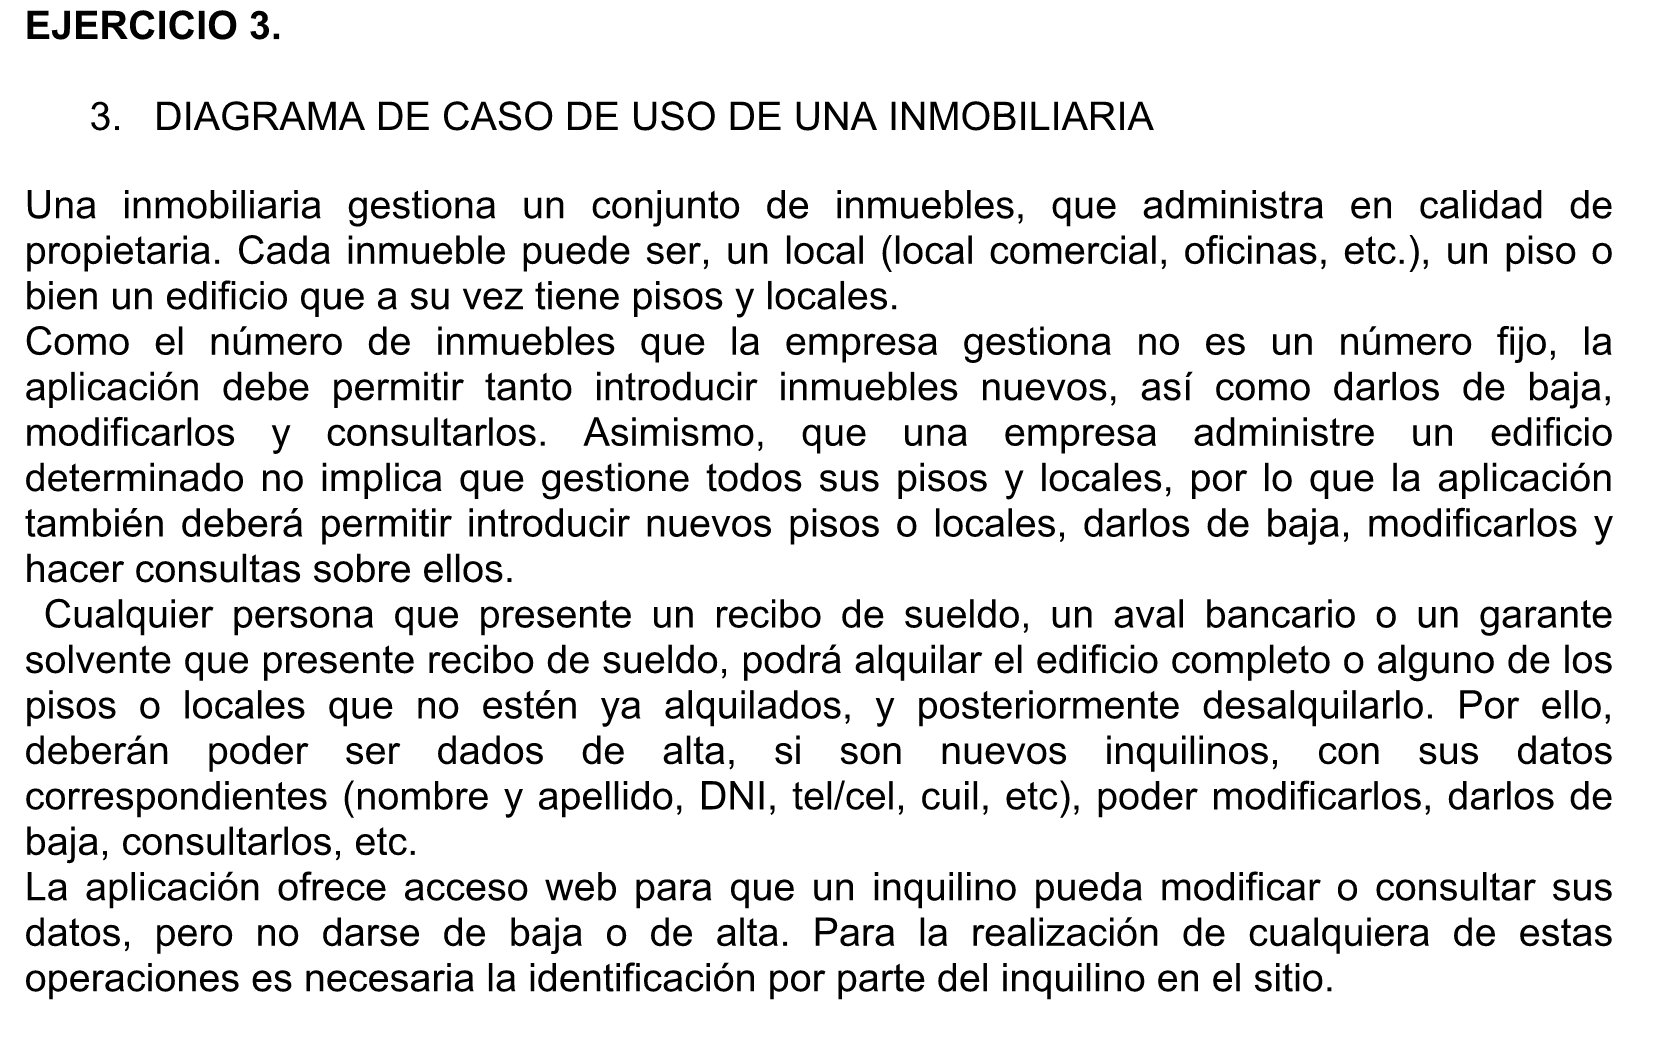 EJERCICIO 3.
3. DIAGRAMA DE CASO DE USO DE UNA INMOBILIARIA
Una inmobiliaria gestiona un conjunto de inmuebles, que administra en calidad de
propietaria. Cada inmueble puede ser, un local (local comercial, oficinas, etc.), un piso o
bien un edificio que a su vez tiene pisos y locales.
Como el número de inmuebles que la empresa gestiona no es un número fijo, la
aplicación debe permitir tanto introducir inmuebles nuevos, así como darlos de baja,
modificarlos y consultarlos. Asimismo, que una empresa administre un edificio
determinado no implica que gestione todos sus pisos y locales, por lo que la aplicación
también deberá permitir introducir nuevos pisos o locales, darlos de baja, modificarlos y
hacer consultas sobre ellos.
Cualquier persona que presente un recibo de sueldo, un aval bancario o un garante
solvente que presente recibo de sueldo, podrá alquilar el edificio completo o alguno de los
pisos o locales que no estén ya alquilados, y posteriormente desalquilarlo. Por ello,
deberán poder ser dados de alta, si son nuevos inquilinos, con sus datos
correspondientes (nombre y apellido, DNI, tel/cel, cuil, etc), poder modificarlos, darlos de
baja, consultarlos, etc.
La aplicación ofrece acceso web para que un inquilino pueda modificar o consultar sus
datos, pero no darse de baja o de alta. Para la realización de cualquiera de estas
operaciones es necesaria la identificación por parte del inquilino en el sitio.